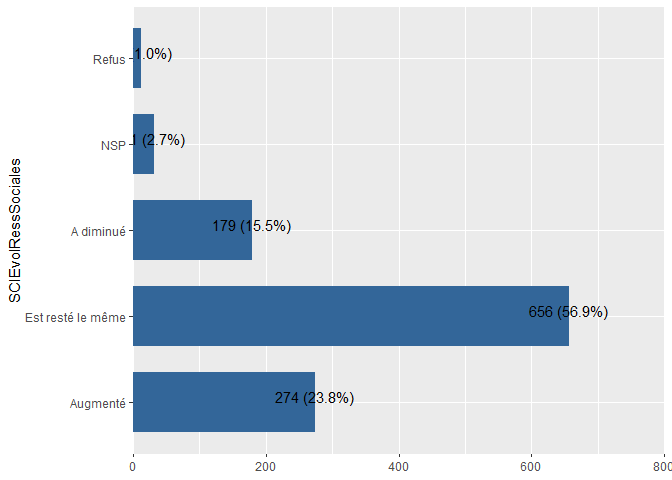 SCIEvolRessSociales
Refus
1.0%)
NSP
1 (2.7%)
A diminué
179 (15.5%)
Est resté le même
656 (56.9%)
Augmenté
274 (23.8%)
0
200
400
600
800